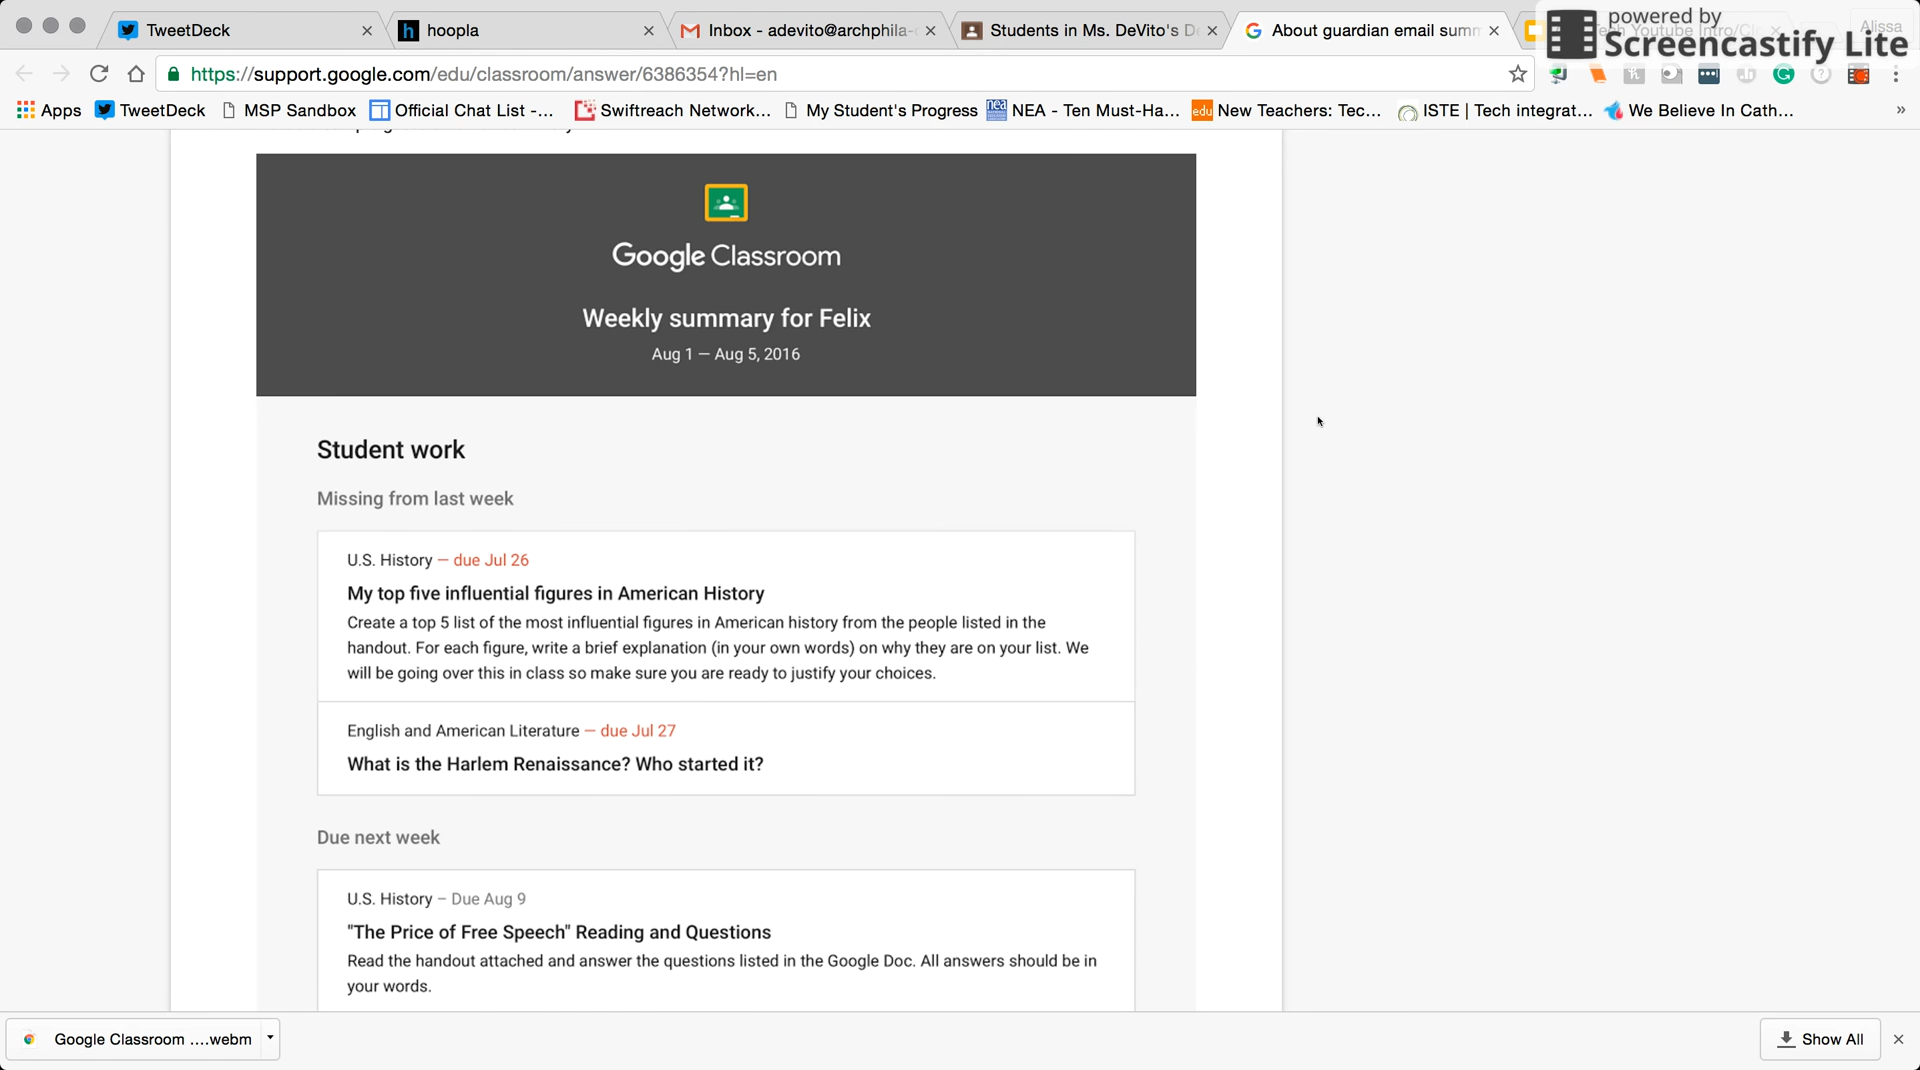 TweetDeck
hoopla
Inbox - adevito@archphila-
Students in Ms. DeVito's D
About guardian email sum
powered by
Screencastify Lite
Alissa
https://support.google.com/edu/classroom/answer/6386354?hl=en
Apps
TweetDeck
MSP Sandbox
Official Chat List -...
Swiftreach Network...
My Student's Progress
nea NEA - Ten Must-Ha...
edu New Teachers: Tec...
ISTE | Tech integrat...
We Believe In Cath...
»
Google Classroom
Weekly summary for Felix
Aug 1 — Aug 5, 2016
Student work
Missing from last week
U.S. History — due Jul 26
My top five influential figures in American History
Create a top 5 list of the most influential figures in American history from the people listed in the
handout. For each figure, write a brief explanation (in your own words) on why they are on your list. We
will be going over this in class so make sure you are ready to justify your choices.
English and American Literature — due Jul 27
What is the Harlem Renaissance? Who started it?
Due next week
U.S. History – Due Aug 9
"The Price of Free Speech" Reading and Questions
Read the handout attached and answer the questions listed in the Google Doc. All answers should be in
your words.
Google Classroom ....webm
Show All